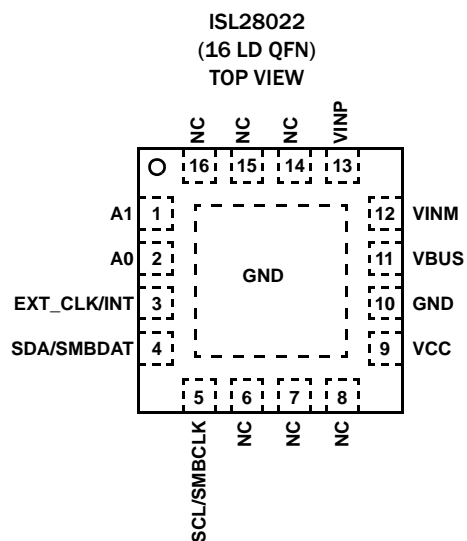 ISL28022
(16 LD QFN)
TOP VIEW
NC
NC
NC
VINP
16
15
14
13
A1
1
12
VINM
A0
2
11
VBUS
GND
EXT_CLK/INT
3
10
GND
SDA/SMBDAT
4
9
VCC
5
6
7
8
SCL/SMBCLK
NC
NC
NC